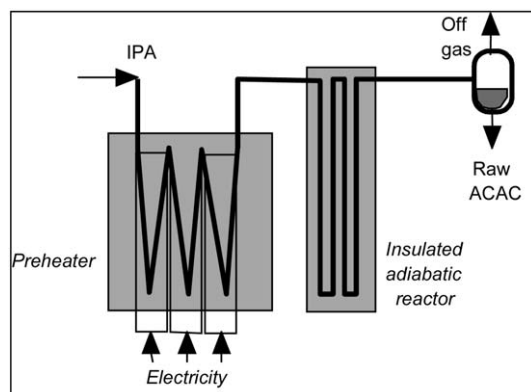 Off
gas
IPA
Raw
ACAC
Preheater
Insulated
adiabatic
reactor
Electricity